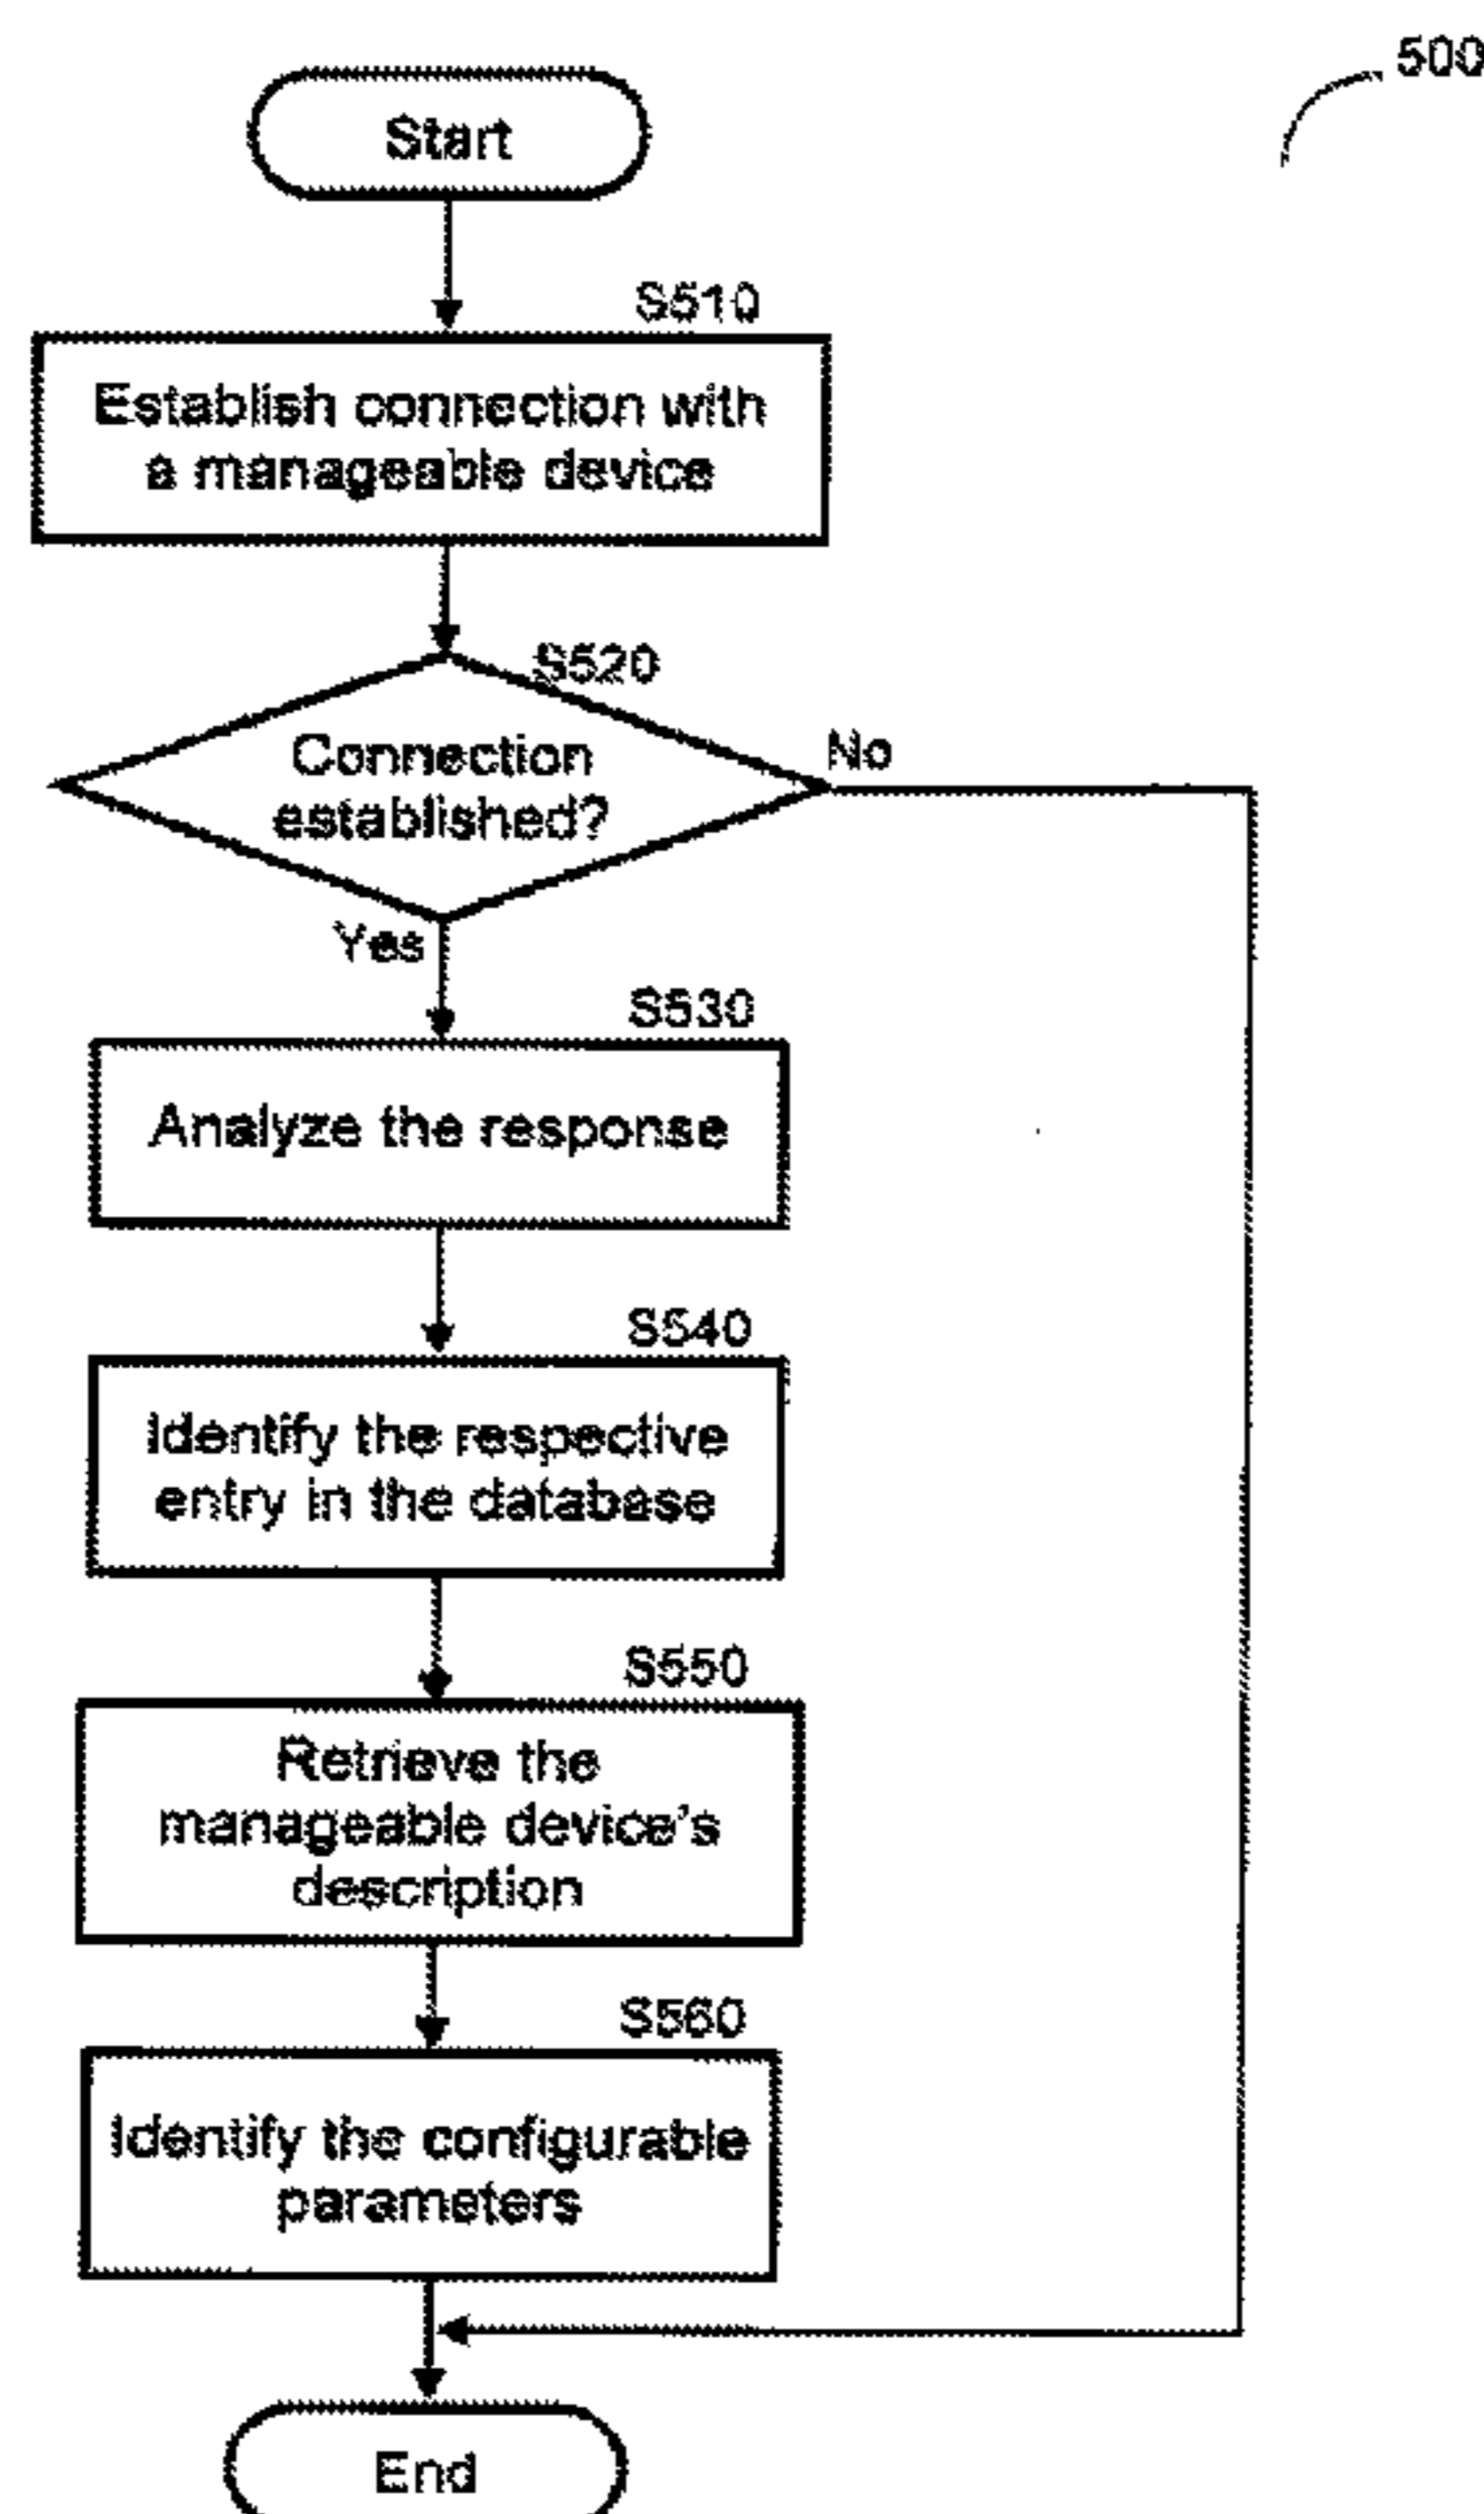 500
Start
S510
Establish connection with
a manageable device
S520
Connection
established?
No
Yes
S530
Analyze the response
S540
Identify the respective
entry in the database
S550
Retrieve the
manageable device's
description
S560
Identify the configurable
parameters
End